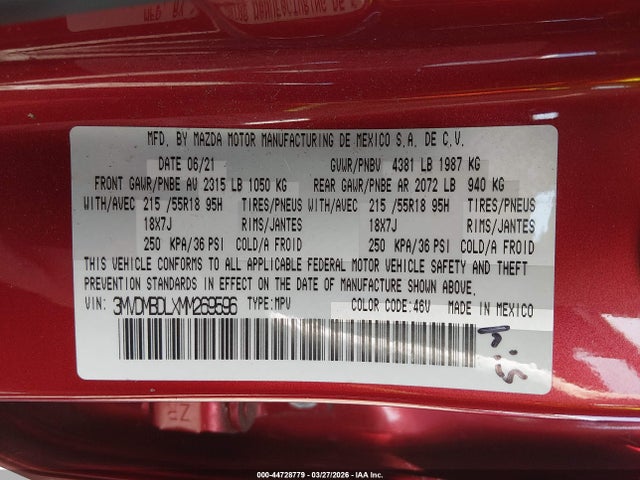 MFD. BY MAZDA MOTOR MANUFACTURING DE MEXICO S.A. DE C.V.
DATE 06/21 GVWR/PNBV 4381 LB 1987 KG
FRONT GAWR/PNBE AV 2315 LB 1050 KG REAR GAWR/PNBE AR 2072 LB 940 KG
WITH/AVEC 215 /55R18 95H TIRES/PNEUS WITH/AVEC 215 /55R18 95H TIRES/PNEUS
18X7J RIMS/JANTES 18X7J RIMS/JANTES
250 KPA/36 PSI COLD/A FROID 250 KPA/36 PSI COLD/A FROID
THIS VEHICLE CONFORMS TO ALL APPLICABLE FEDERAL MOTOR VEHICLE SAFETY AND THEFT
PREVENTION STANDARDS IN EFFECT ON THE DATE OF MANUFACTURE SHOWN ABOVE.
VIN: 3MVDMBDLXMM269596 TYPE:MPV COLOR CODE:46V MADE IN MEXICO
000-44728779 - 03/27/2026 - IAA Inc.